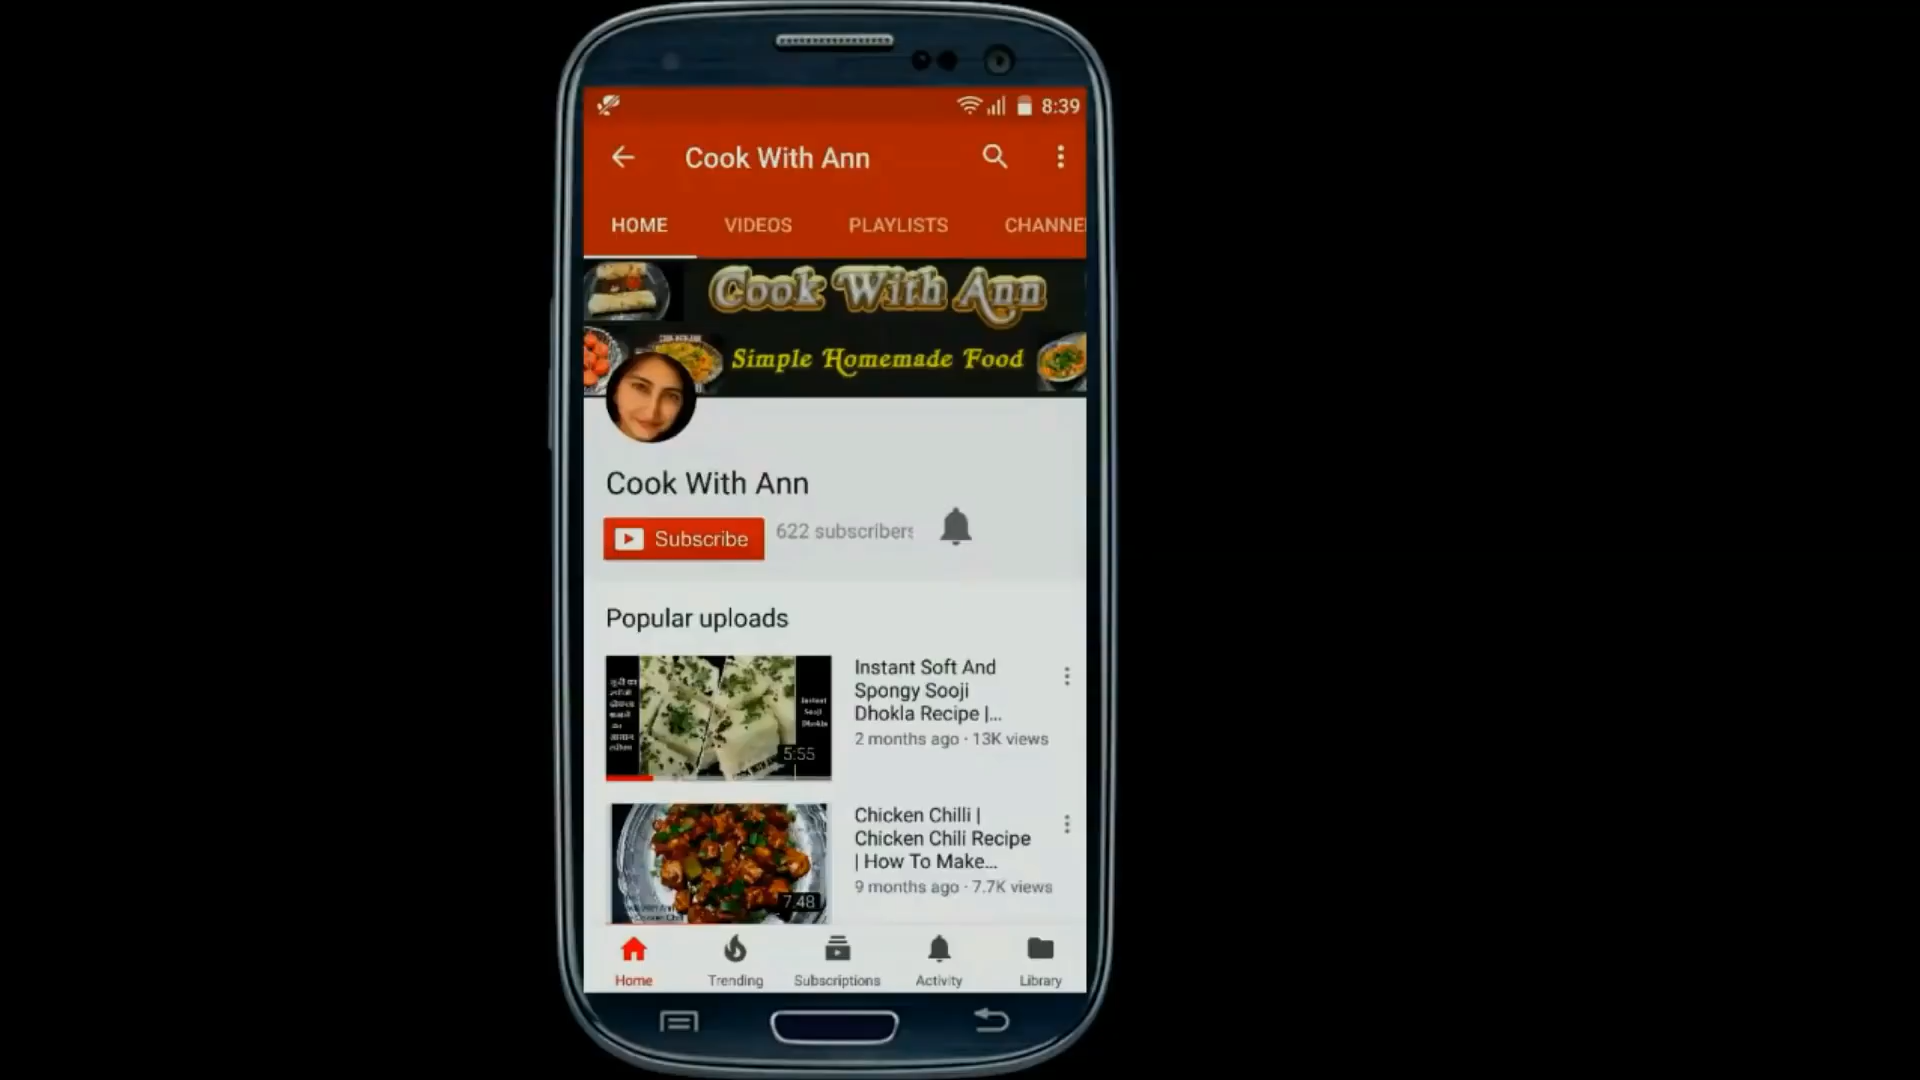 8:39
Cook With Ann
HOME VIDEOS PLAYLISTS CHANNE
Cook With Ann
Simple Homemade Food
Cook With Ann
Subscribe 622 subscribers
Popular uploads
Instant Soft And
Spongy Sooji
Dhokla Recipe |...
2 months ago · 13K views
Instant
Sooji
Dhokla
5:55
Chicken Chilli |
Chicken Chili Recipe
| How To Make...
9 months ago · 7.7K views
7:48
Home Trending Subscriptions Activity Library